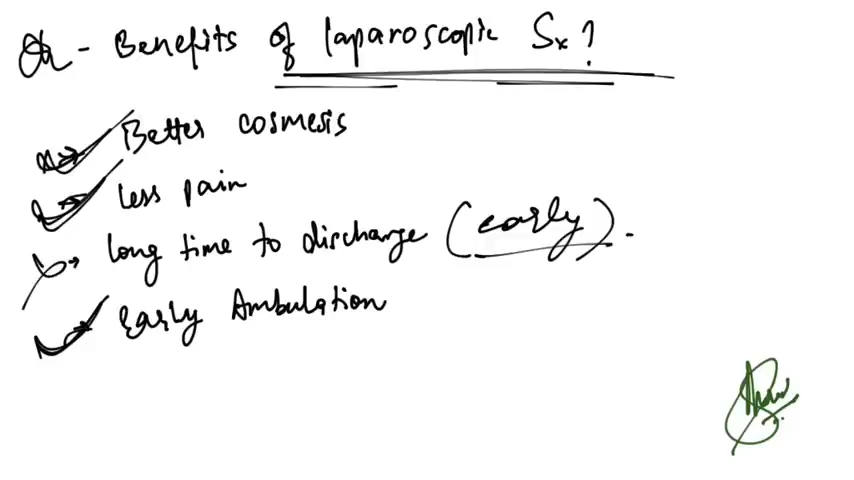 Q - Benefits of laparoscopic Sx?
a→ Better cosmesis
b→ less pain
c→ long time to discharge (early).
d→ Early Ambulation